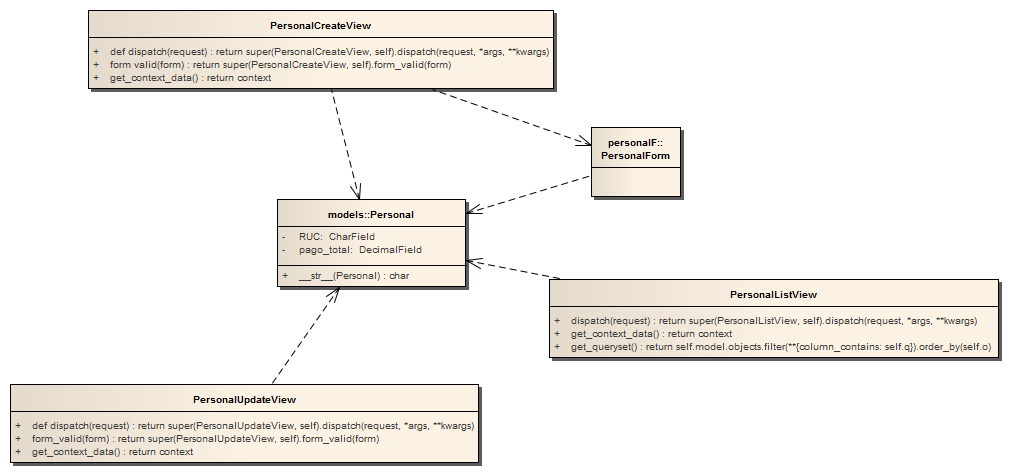 PersonalCreateView
+ def dispatch(request) : return super(PersonalCreateView, self).dispatch(request, *args, **kwargs)
+ form valid(form) : return super(PersonalCreateView, self).form_valid(form)
+ get_context_data() : return context
personalF::
PersonalForm
models::Personal
- RUC: CharField
- pago_total: DecimalField
+ __str__(Personal) : char
PersonalListView
+ dispatch(request) : return super(PersonalListView, self).dispatch(request, *args, **kwargs)
+ get_context_data() : return context
+ get_queryset() : return self.model.objects.filter(**{column_contains: self.q}).order_by(self.o)
PersonalUpdateView
+ def dispatch(request) : return super(PersonalUpdateView, self).dispatch(request, *args, **kwargs)
+ form_valid(form) : return super(PersonalUpdateView, self).form_valid(form)
+ get_context_data() : return context